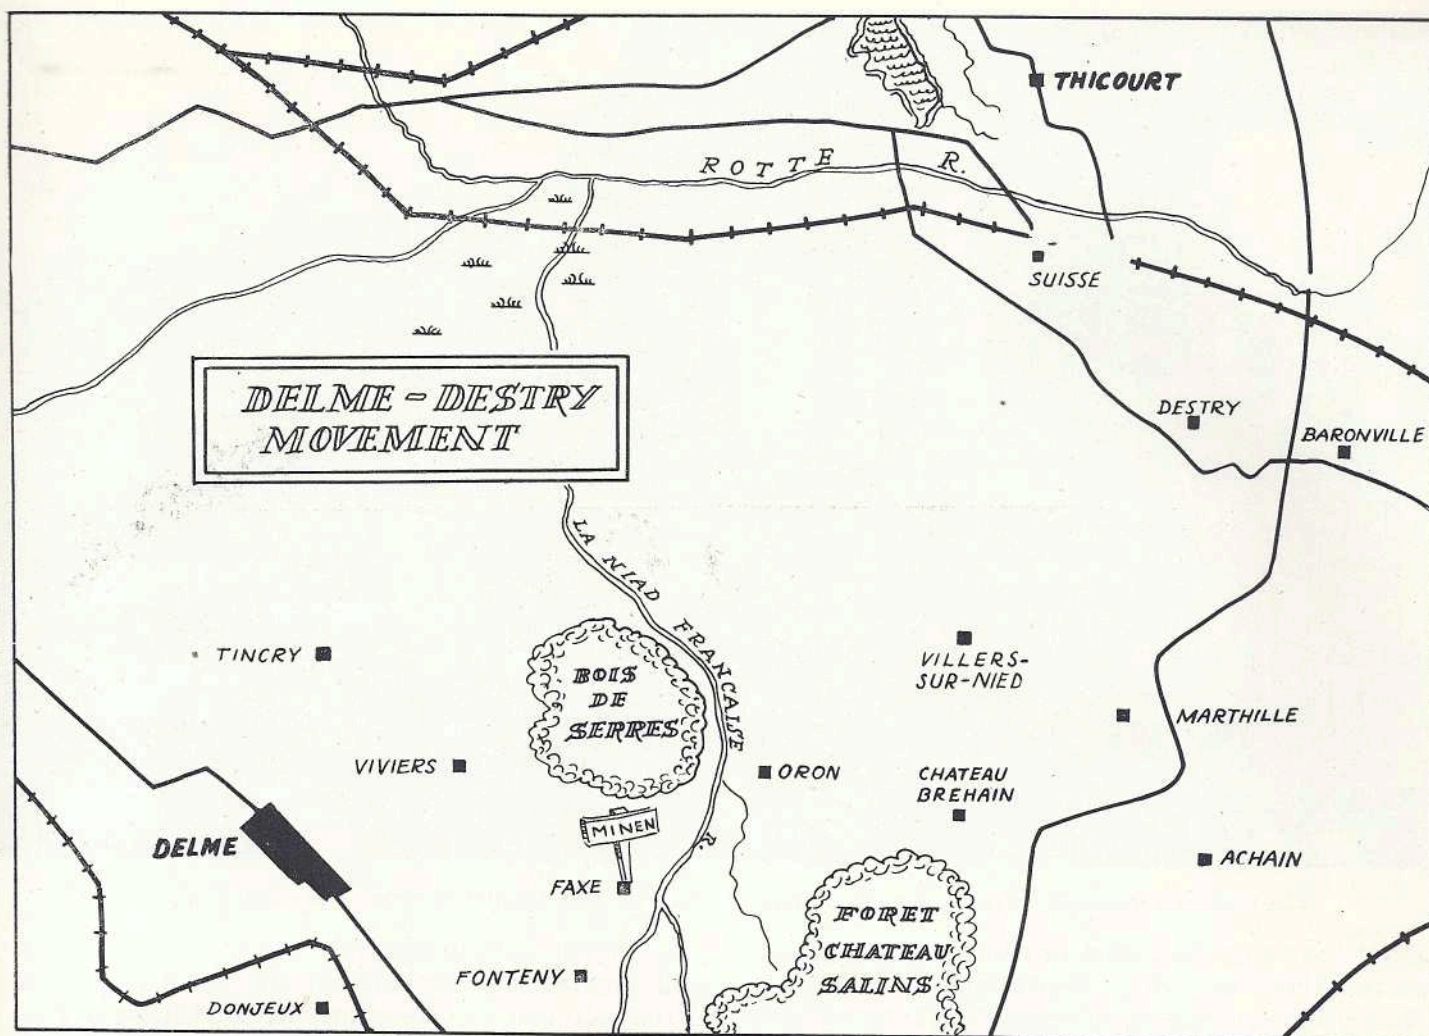 THICOURT
ROTTE R.
SUISSE
DELME - DESTRY
MOVEMENT
DESTRY
BARONVILLE
LA NIAD FRANCAISE R.
TINCRY
BOIS
DE
SERRES
VILLERS-
SUR-NIED
MARTHILLE
VIVIERS
ORON
CHATEAU
BREHAIN
MINEN
DELME
ACHAIN
FAXE
FORET
CHATEAU
SALINS
FONTENY
DONJEUX